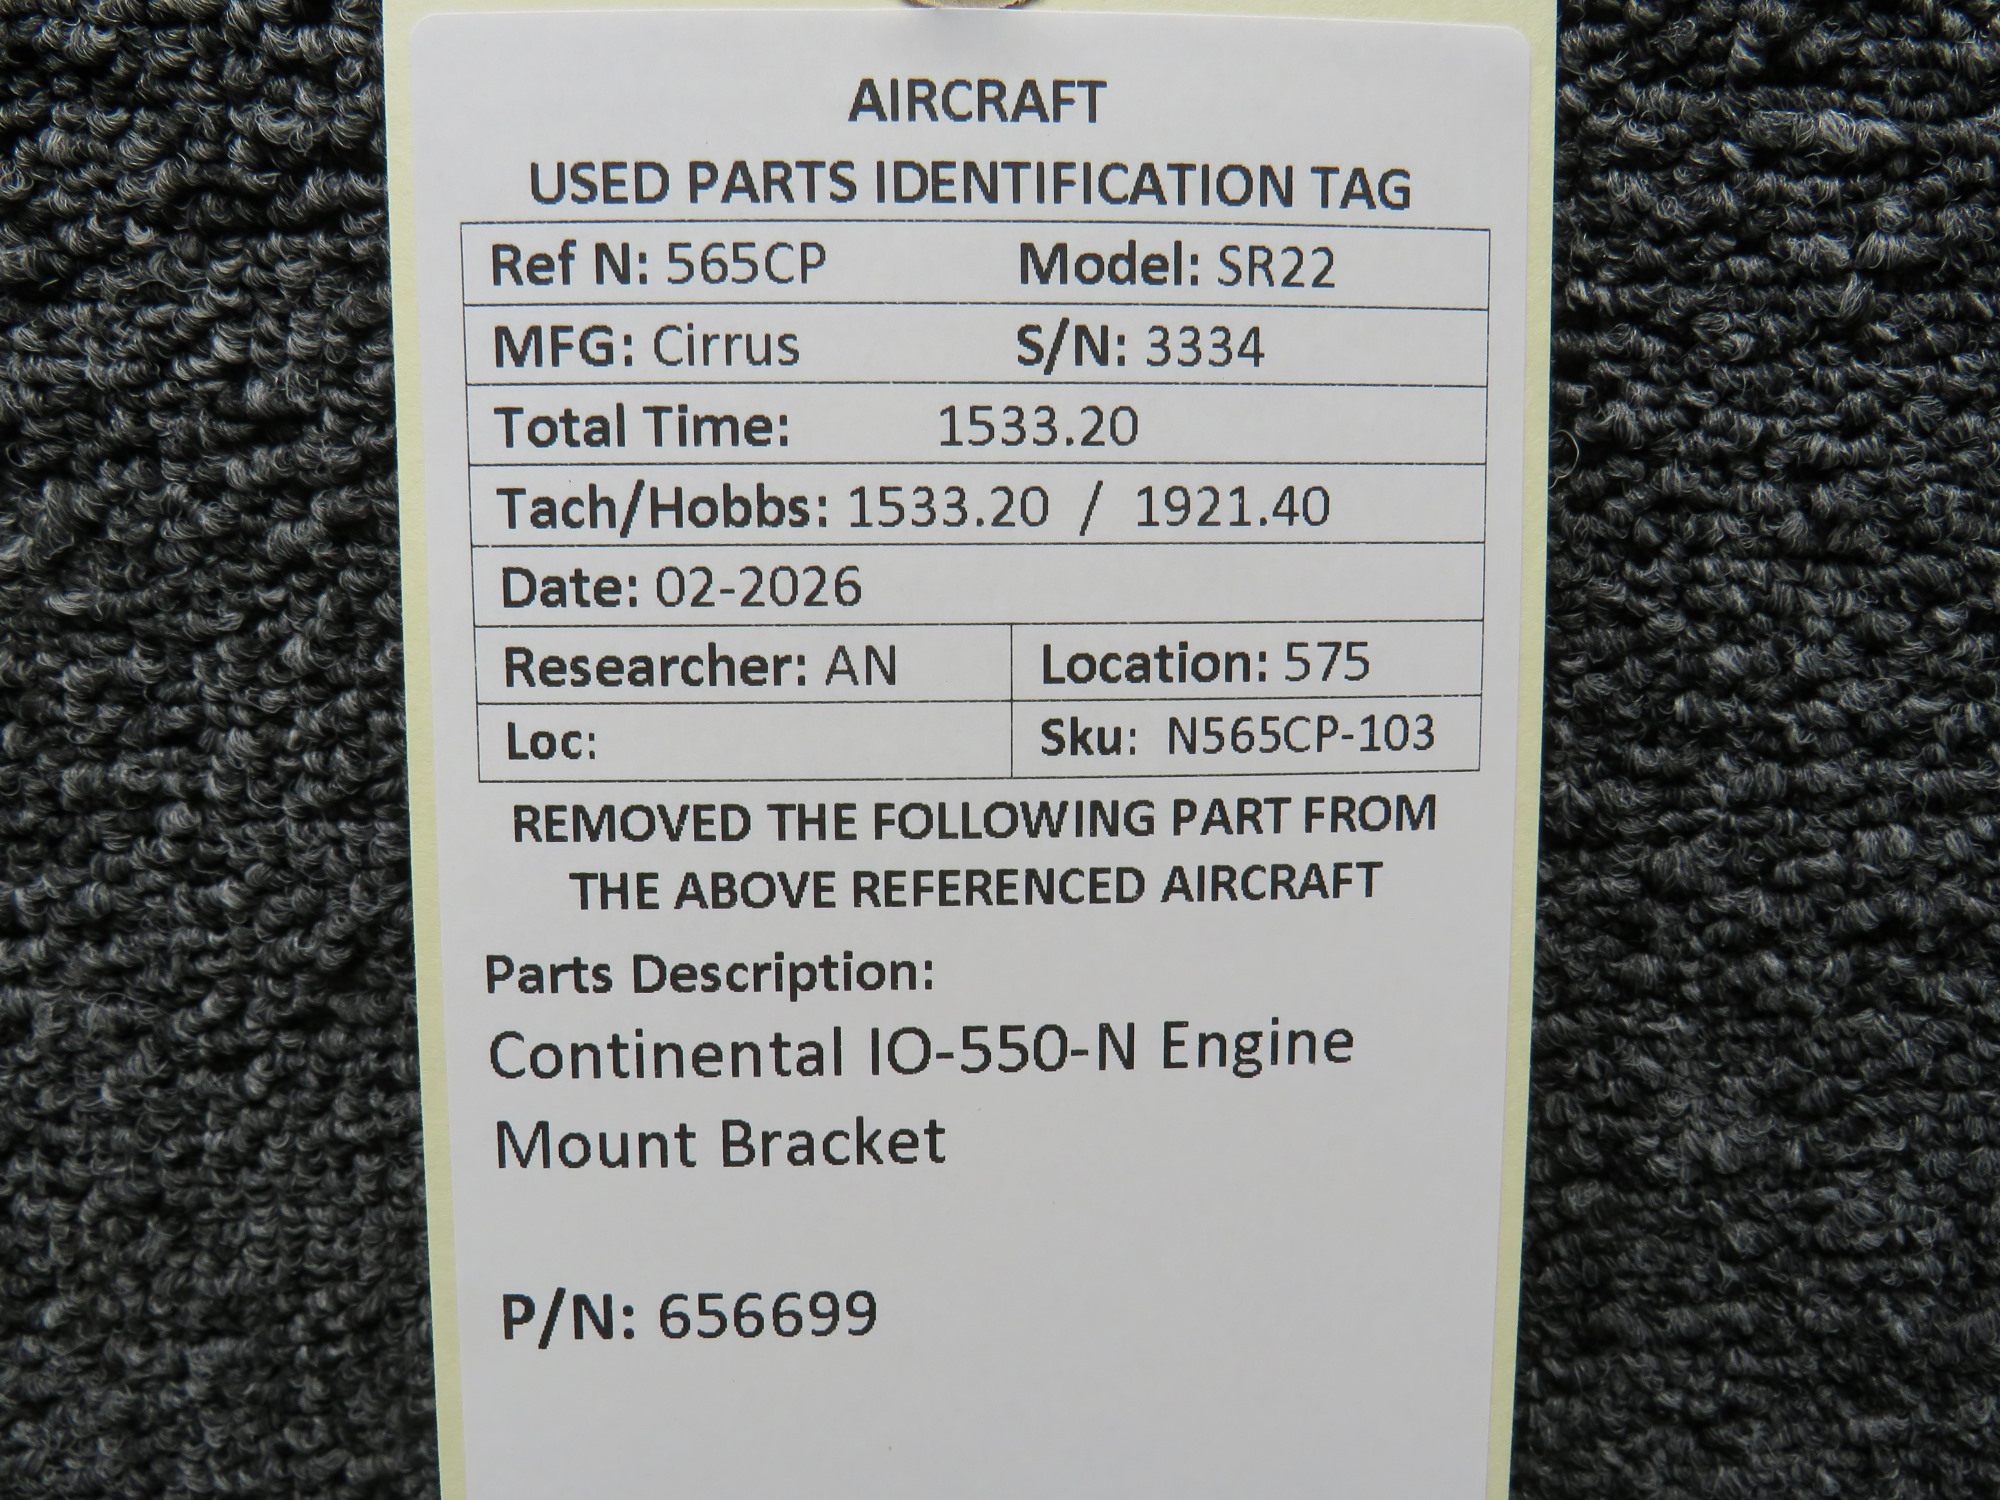 AIRCRAFT
USED PARTS IDENTIFICATION TAG
Ref N: 565CP Model: SR22
MFG: Cirrus S/N: 3334
Total Time: 1533.20
Tach/Hobbs: 1533.20 / 1921.40
Date: 02-2026
Researcher: AN Location: 575
Loc: Sku: N565CP-103
REMOVED THE FOLLOWING PART FROM
THE ABOVE REFERENCED AIRCRAFT
Parts Description:
Continental IO-550-N Engine
Mount Bracket
P/N: 656699